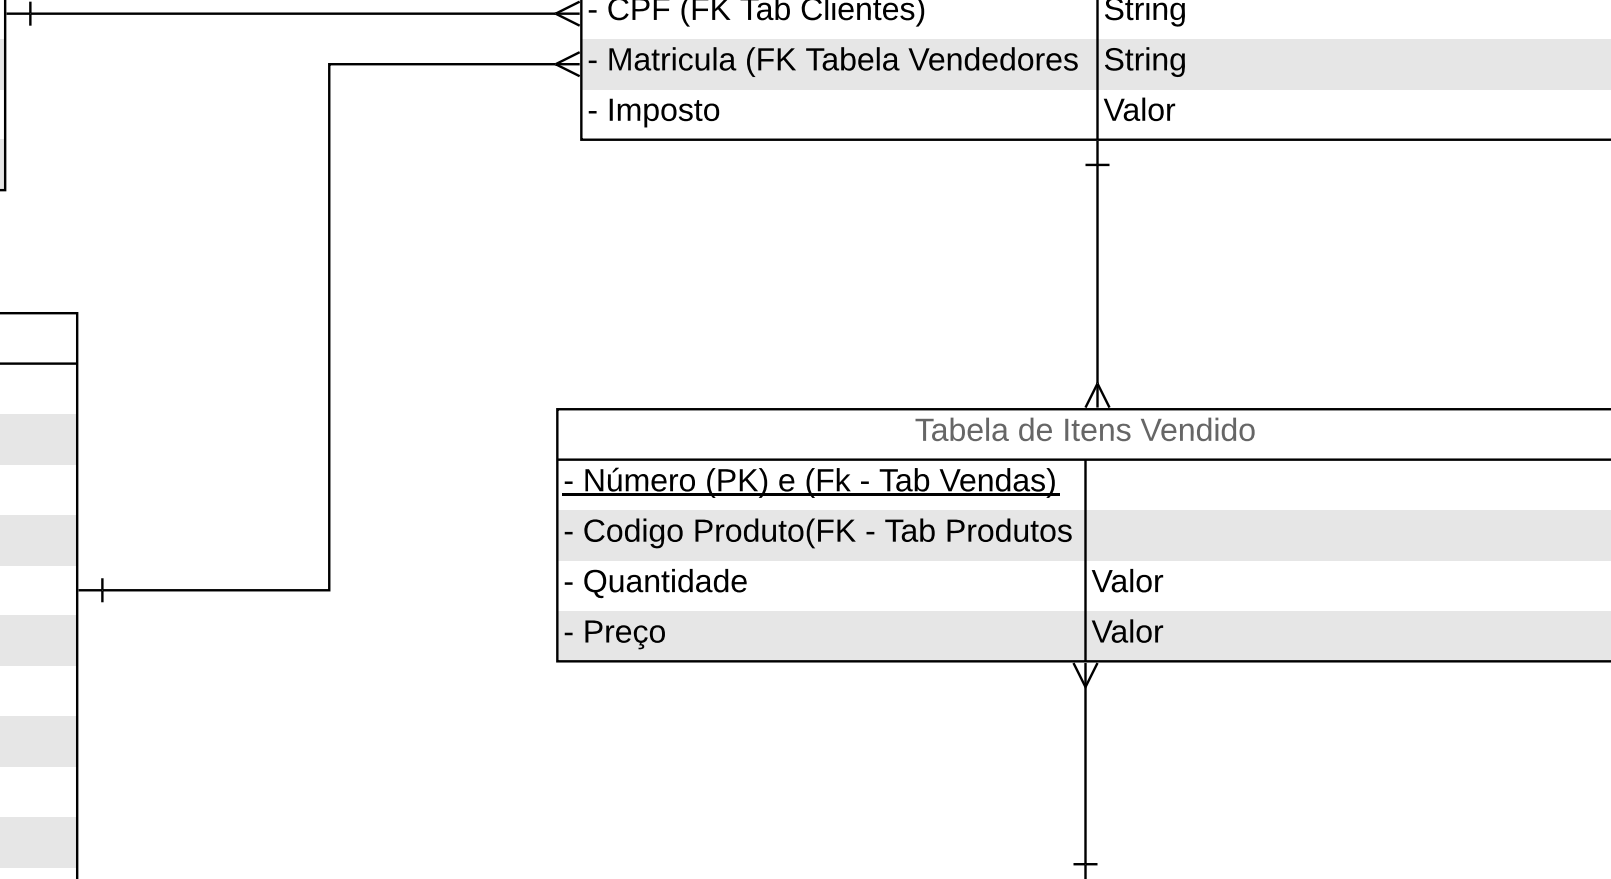 - CPF (FK Tab Clientes) String
- Matricula (FK Tabela Vendedores String
- Imposto Valor
Tabela de Itens Vendido
- Número (PK) e (Fk - Tab Vendas)
- Codigo Produto(FK - Tab Produtos
- Quantidade Valor
- Preço Valor